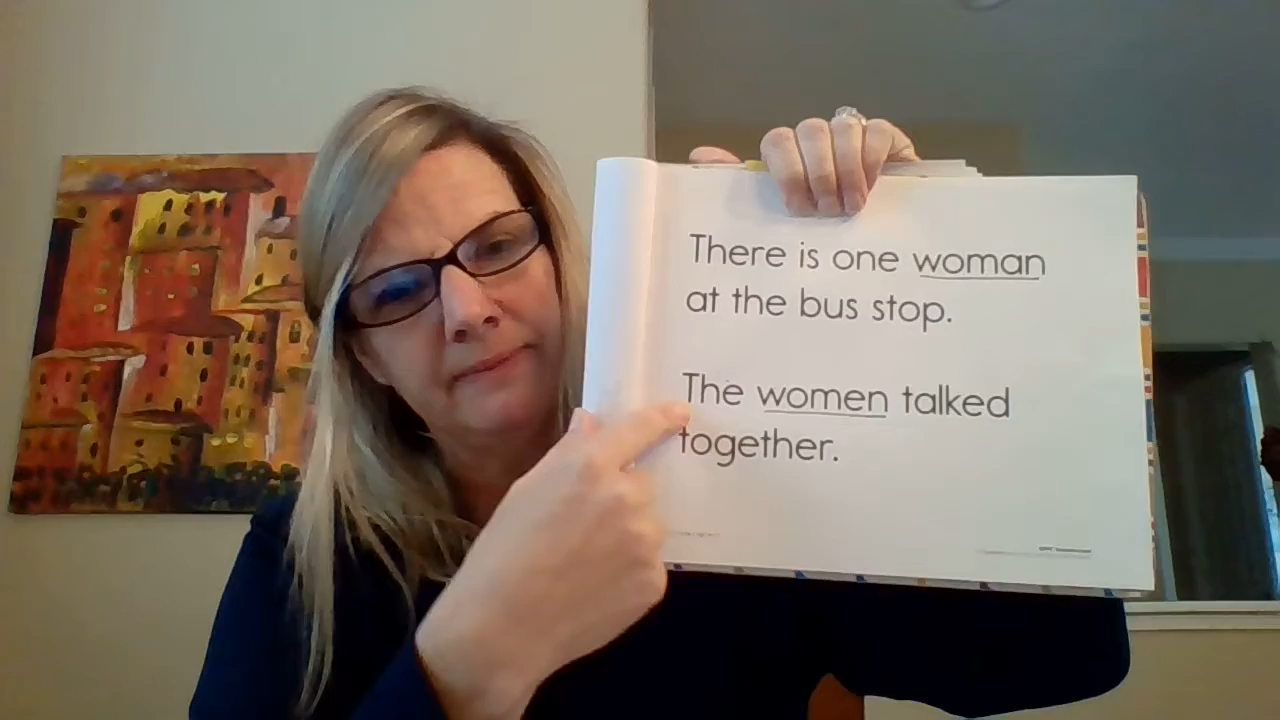 There is one woman
at the bus stop.
The women talked
together.